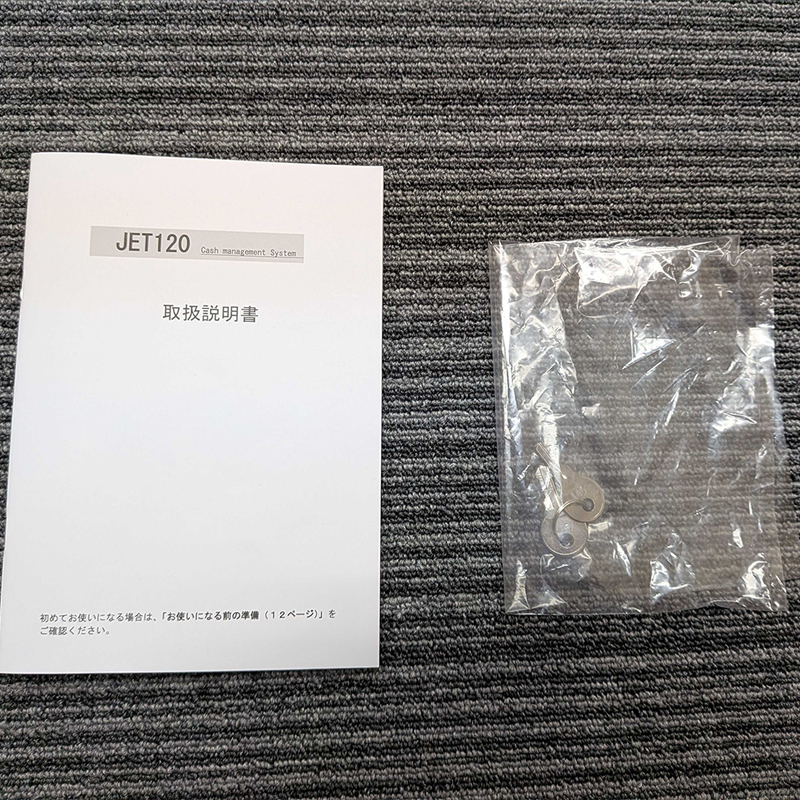 JET120 Cash management System
取扱説明書
初めてお使いになる場合は、「お使いになる前の準備（１２ページ）」を
ご確認ください。